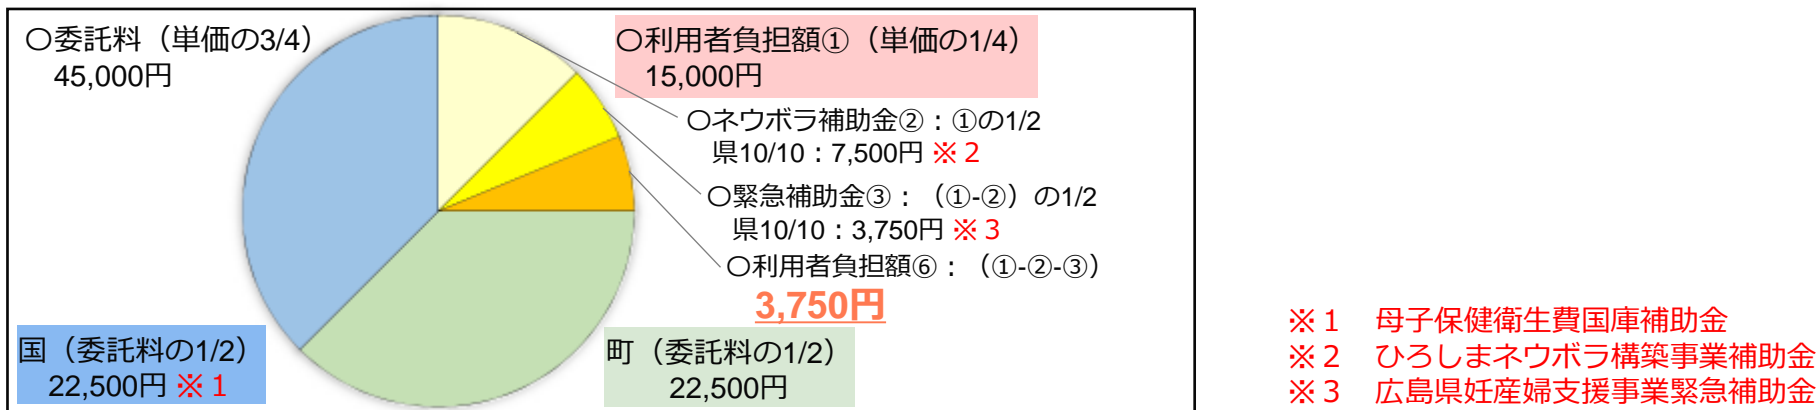 〇委託料（単価の3/4）
45,000円
〇利用者負担額①（単価の1/4）
15,000円
〇ネウボラ補助金②：①の1/2
県10/10：7,500円 ※２
〇緊急補助金③：（①-②）の1/2
県10/10：3,750円 ※３
〇利用者負担額⑥：（①-②-③）
3,750円
国（委託料の1/2）
22,500円 ※１
町（委託料の1/2）
22,500円
※１　母子保健衛生費国庫補助金
※２　ひろしまネウボラ構築事業補助金
※３　広島県妊産婦支援事業緊急補助金